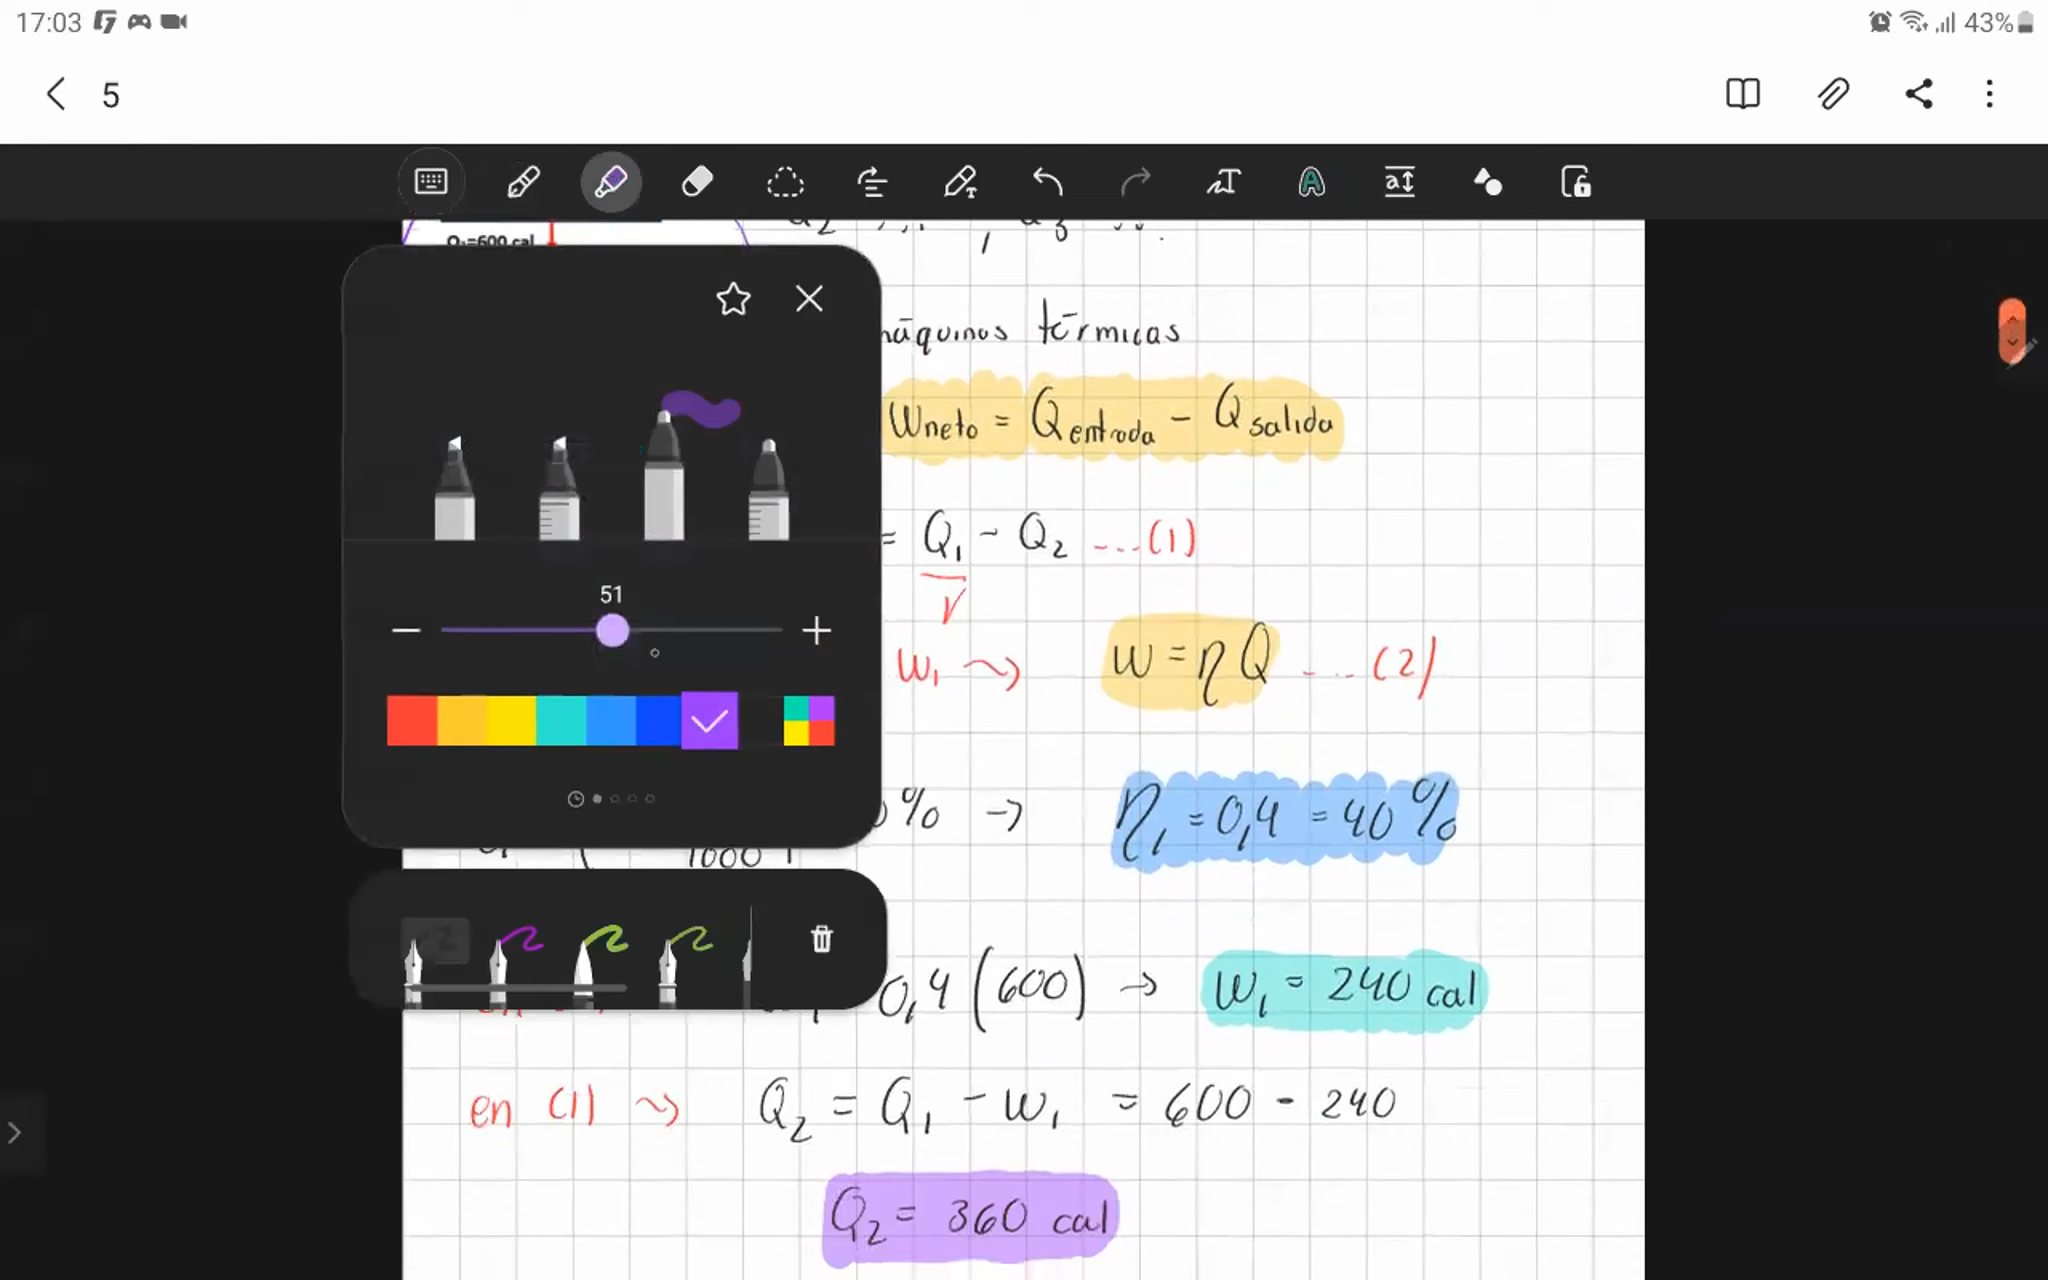 17:03 43%
5
Q₁=600 cal
máquinas térmicas
Wneto = Qentrada - Qsalida
= Q₁ - Q₂ ...(1)
51
W₁ ~> W = η Q ... (2)
% → η₁ = 0,4 = 40%
1000
0,4 (600) → W₁ = 240 cal
en (1) ~> Q₂ = Q₁ - W₁ = 600 - 240
Q₂ = 360 cal